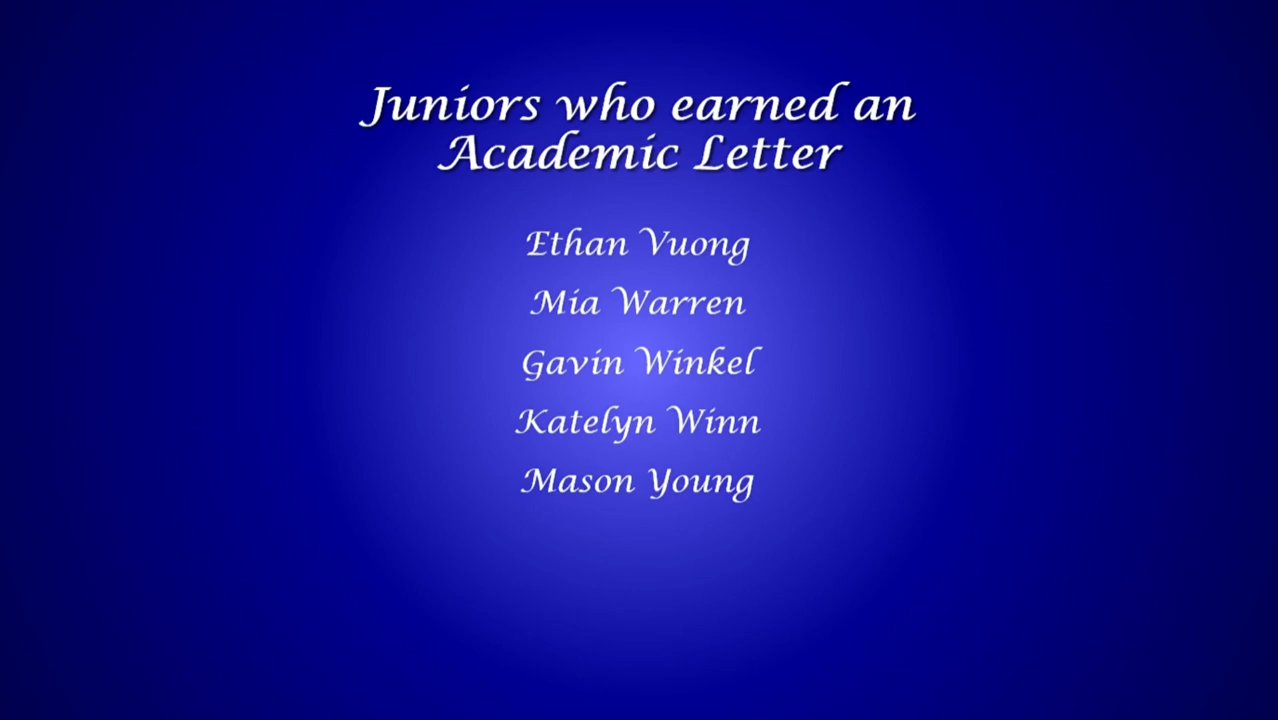 Juniors who earned an
Academic Letter
Ethan Vuong
Mia Warren
Gavin Winkel
Katelyn Winn
Mason Young